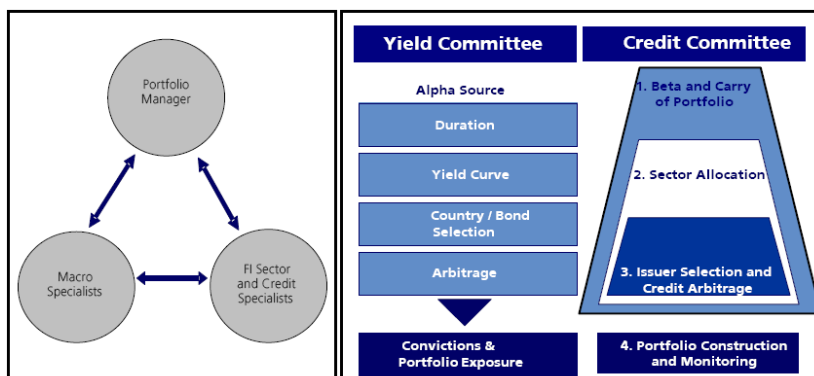 Portfolio
Manager
Macro
Specialists
FI Sector
and Credit
Specialists
Yield Committee
Alpha Source
Duration
Yield Curve
Country / Bond
Selection
Arbitrage
Convictions &
Portfolio Exposure
Credit Committee
1. Beta and Carry
of Portfolio
2. Sector Allocation
3. Issuer Selection and
Credit Arbitrage
4. Portfolio Construction
and Monitoring